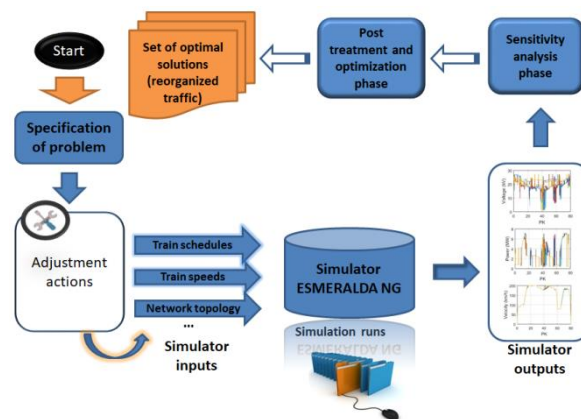 Start
Set of optimal
solutions
(reorganized
traffic)
Post
treatment and
optimization
phase
Sensitivity
analysis
phase
Specification
of problem
Adjustment
actions
Train schedules
Train speeds
Network topology
...
Simulator
inputs
Simulator
ESMERALDA NG
Simulation runs
Simulator
outputs